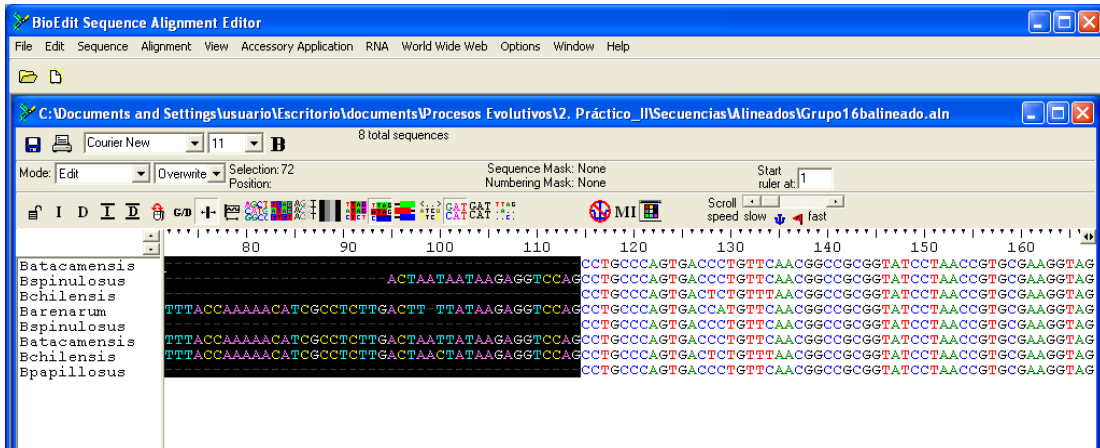 BioEdit Sequence Alignment Editor
File Edit Sequence Alignment View Accessory Application RNA World Wide Web Options Window Help
C:\Documents and Settings\usuario\Escritorio\documents\Procesos Evolutivos\2. Práctico_II\Secuencias\Alineados\Grupo16balineado.aln
Courier New 11 B 8 total sequences
Mode: Edit Overwrite Selection: 72
Position:
Sequence Mask: None
Numbering Mask: None
Start
ruler at: 1
I D I D G/D MI
Scroll
speed slow fast
80 90 100 110 120 130 140 150 160
Batacamensis CCTGCCCAGTGACCCTGTTCAACGGCCGCGGTATCCTAACCGTGCGAAGGTAG
Bspinulosus ACTAATAATAAGAGGTCCAGCCTGCCCAGTGACCCTGTTCAACGGCCGCGGTATCCTAACCGTGCGAAGGTAG
Bchilensis CCTGCCCAGTGACTCTGTTTAACGGCCGCGGTATCCTAACCGTGCGAAGGTAG
Barenarum TTTACCAAAAACATCGCCTCTTGACTT-TTATAAGAGGTCCAGCCTGCCCAGTGACCATGTTCAACGGCCGCGGTATCCTAACCGTGCGAAGGTAG
Bspinulosus CCTGCCCAGTGACCCTGTTCAACGGCCGCGGTATCCTAACCGTGCGAAGGTAG
Batacamensis TTTACCAAAAACATCGCCTCTTGACTAATTATAAGAGGTCCAGCCTGCCCAGTGACCCTGTTCAACGGCCGCGGTATCCTAACCGTGCGAAGGTAG
Bchilensis TTTACCAAAAACATCGCCTCTTGACTAACTATAAGAGGTCCAGCCTGCCCAGTGACTCTGTTTAACGGCCGCGGTATCCTAACCGTGCGAAGGTAG
Bpapillosus CCTGCCCAGTGACCCTGTTCAACGGCCGCGGTATCCTAACCGTGCGAAGGTAG